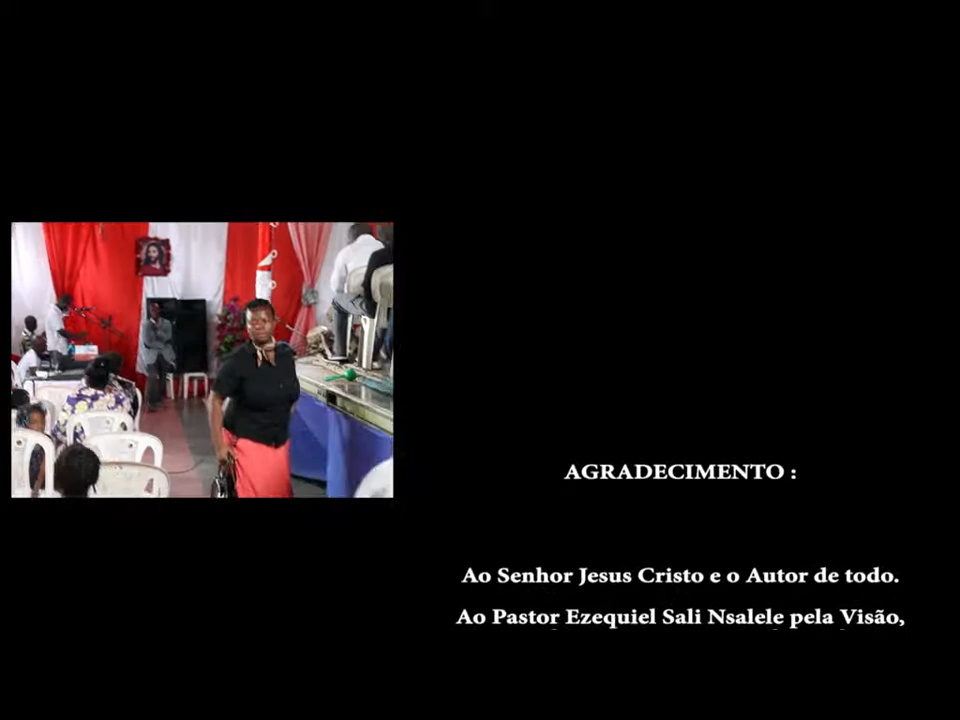 AGRADECIMENTO :
Ao Senhor Jesus Cristo e o Autor de todo.
Ao Pastor Ezequiel Sali Nsalele pela Visão,